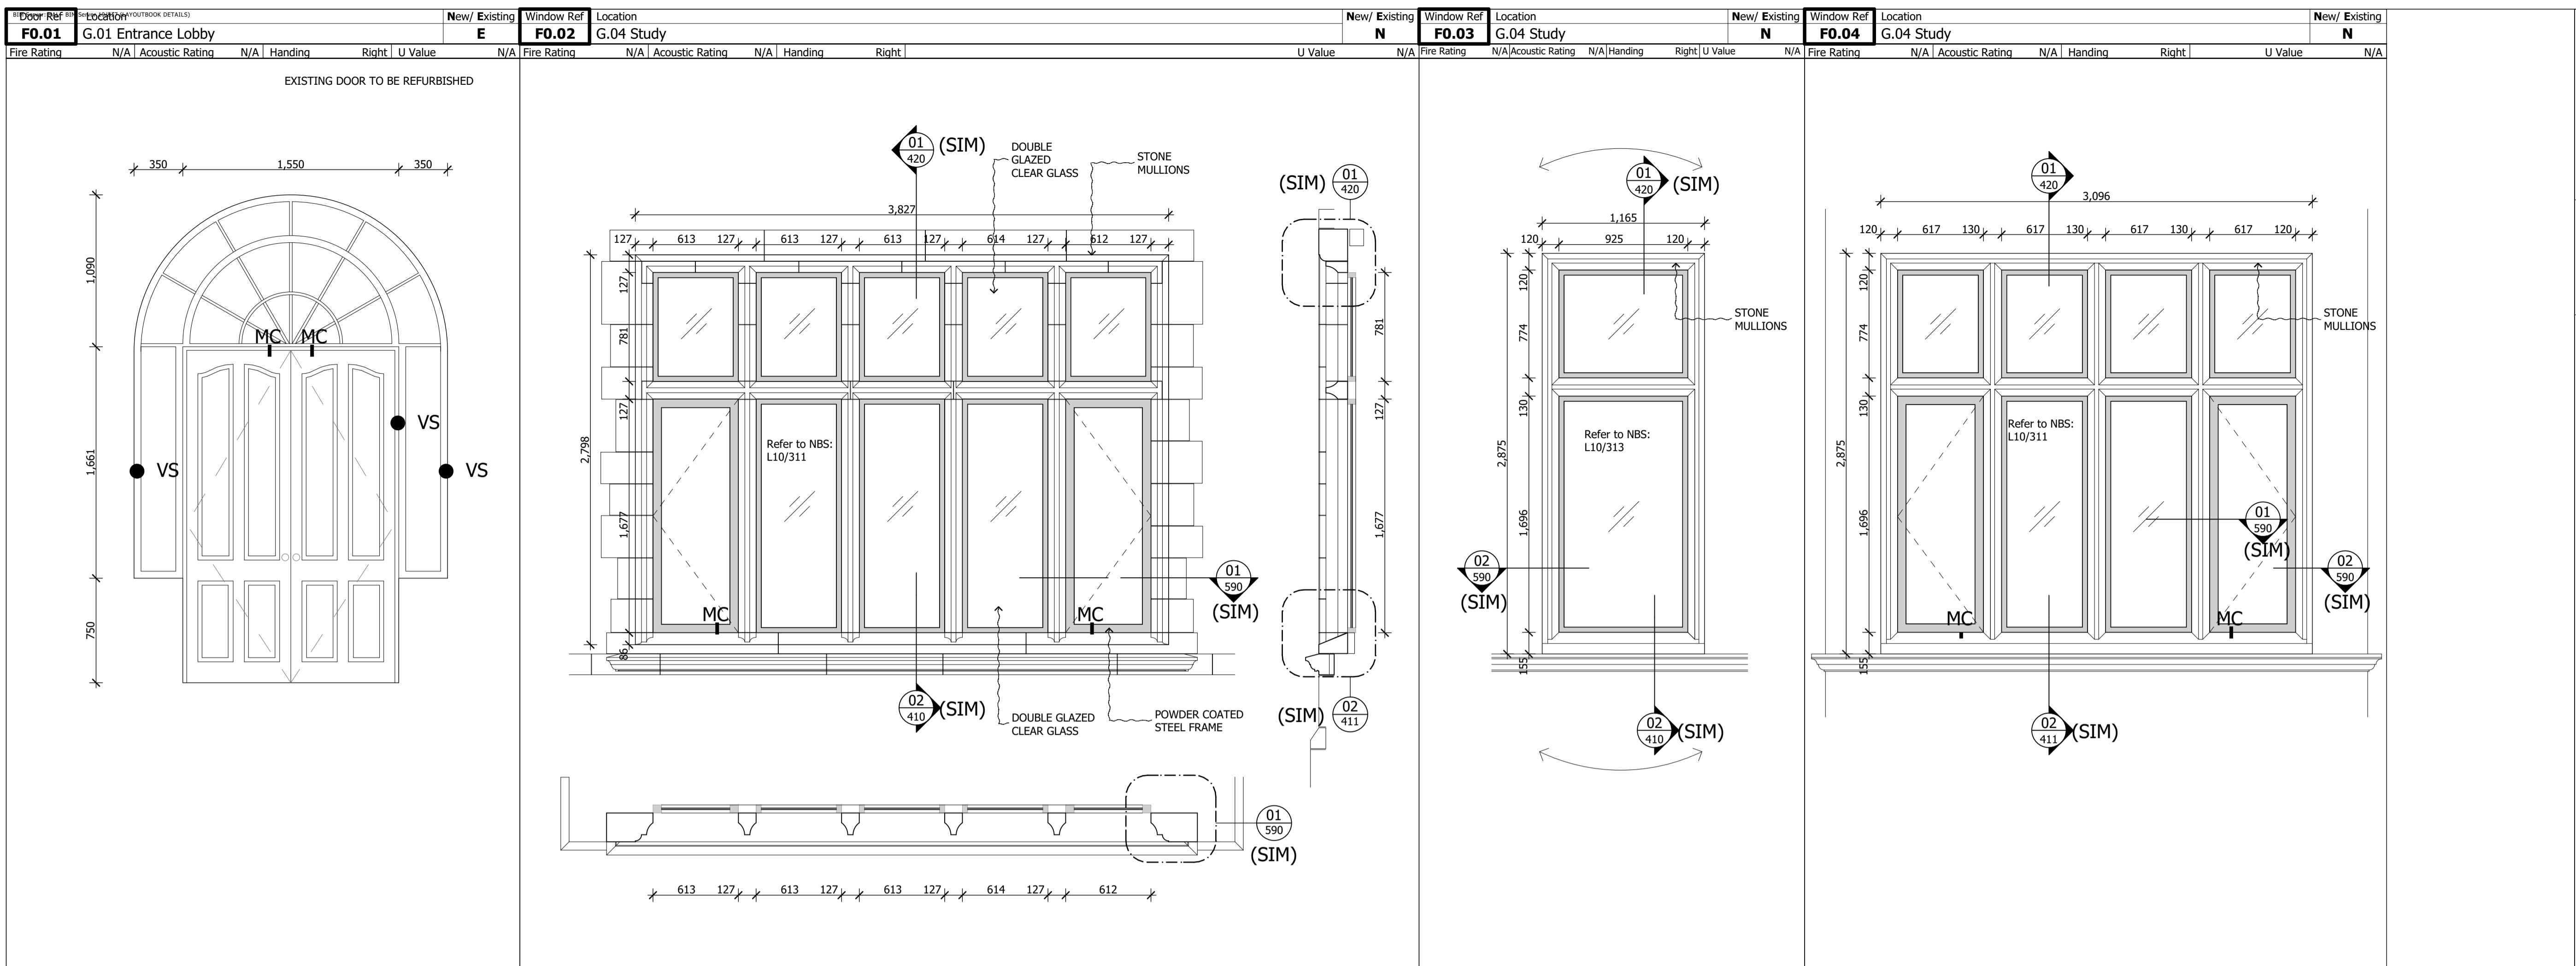 Door Ref Location New/ Existing
F0.01 G.01 Entrance Lobby E
Fire Rating N/A Acoustic Rating N/A Handing Right U Value N/A
EXISTING DOOR TO BE REFURBISHED
350 1,550 350
1,090
1,661
750
MC MC
VS
VS
VS
Window Ref Location New/ Existing
F0.02 G.04 Study N
Fire Rating N/A Acoustic Rating N/A Handing Right U Value N/A
01
420
(SIM)
DOUBLE
GLAZED
CLEAR GLASS
STONE
MULLIONS
3,827
127 613 127 613 127 613 127 614 127 612 127
127
781
127
2,798
1,677
86
Refer to NBS:
L10/311
MC MC
01
590
(SIM)
02
410
(SIM)
DOUBLE GLAZED
CLEAR GLASS
POWDER COATED
STEEL FRAME
(SIM)
01
420
781
127
1,677
(SIM)
02
411
01
590
(SIM)
613 127 613 127 613 127 614 127 612
Window Ref Location New/ Existing
F0.03 G.04 Study N
Fire Rating N/A Acoustic Rating N/A Handing Right U Value N/A
01
420
(SIM)
1,165
120 925 120
120
774
130
2,875
1,696
155
STONE
MULLIONS
Refer to NBS:
L10/313
02
590
(SIM)
02
410
(SIM)
Window Ref Location New/ Existing
F0.04 G.04 Study N
Fire Rating N/A Acoustic Rating N/A Handing Right U Value N/A
01
420
3,096
120 617 130 617 130 617 130 617 120
120
774
130
2,875
1,696
155
STONE
MULLIONS
Refer to NBS:
L10/311
01
590
(SIM)
02
590
(SIM)
MC MC
02
411
(SIM)